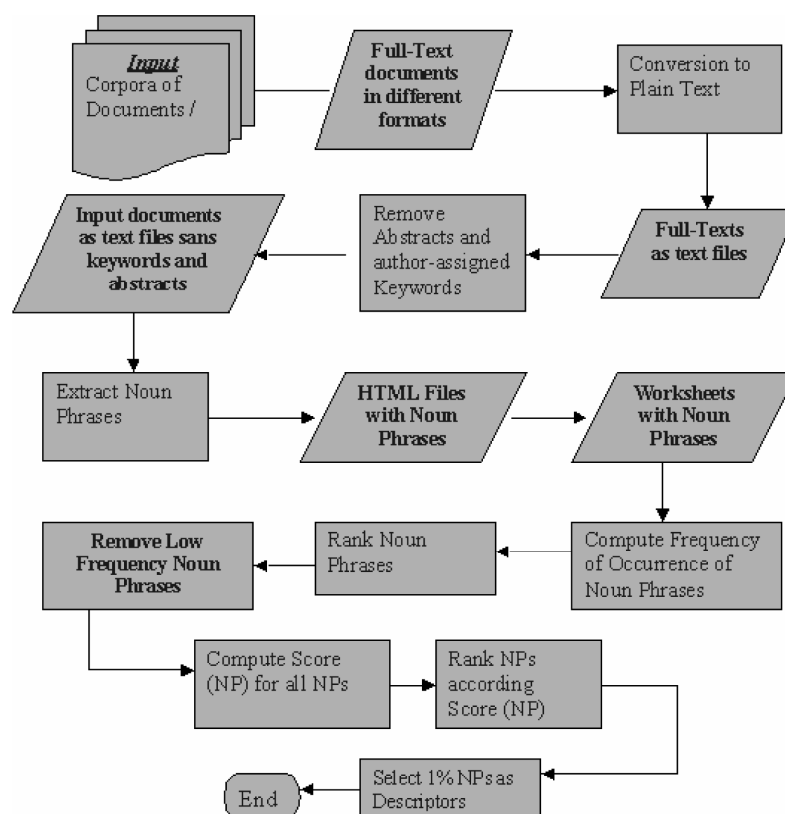 Input
Corpora of
Documents /
Full-Text
documents
in different
formats
Conversion to
Plain Text
Input documents
as text files sans
keywords and
abstracts
Remove
Abstracts and
author-assigned
Keywords
Full-Texts
as text files
Extract Noun
Phrases
HTML Files
with Noun
Phrases
Worksheets
with Noun
Phrases
Remove Low
Frequency Noun
Phrases
Rank Noun
Phrases
Compute Frequency
of Occurrence of
Noun Phrases
Compute Score
(NP) for all NPs
Rank NPs
according
Score (NP)
End
Select 1% NPs as
Descriptors